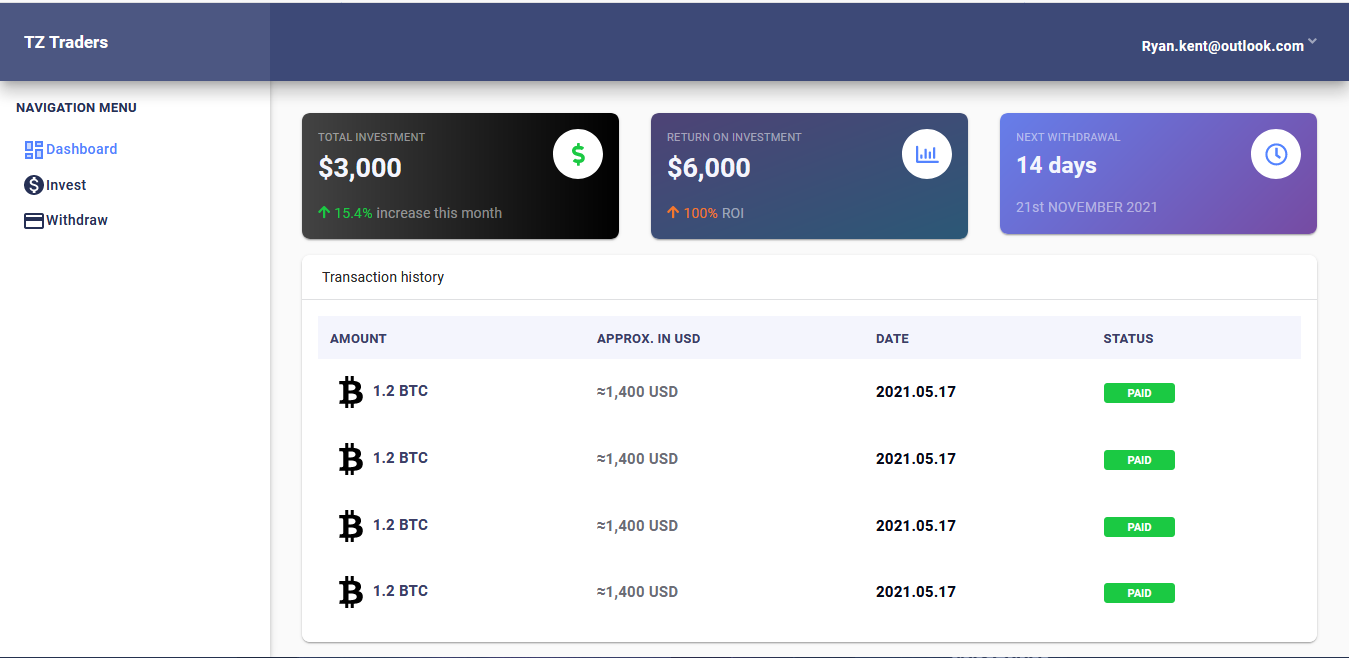 TZ Traders
Ryan.kent@outlook.com
NAVIGATION MENU
Dashboard
Invest
Withdraw
TOTAL INVESTMENT
$3,000
15.4% increase this month
RETURN ON INVESTMENT
$6,000
100% ROI
NEXT WITHDRAWAL
14 days
21st NOVEMBER 2021
Transaction history
AMOUNT APPROX. IN USD DATE STATUS
1.2 BTC ≈1,400 USD 2021.05.17 PAID
1.2 BTC ≈1,400 USD 2021.05.17 PAID
1.2 BTC ≈1,400 USD 2021.05.17 PAID
1.2 BTC ≈1,400 USD 2021.05.17 PAID